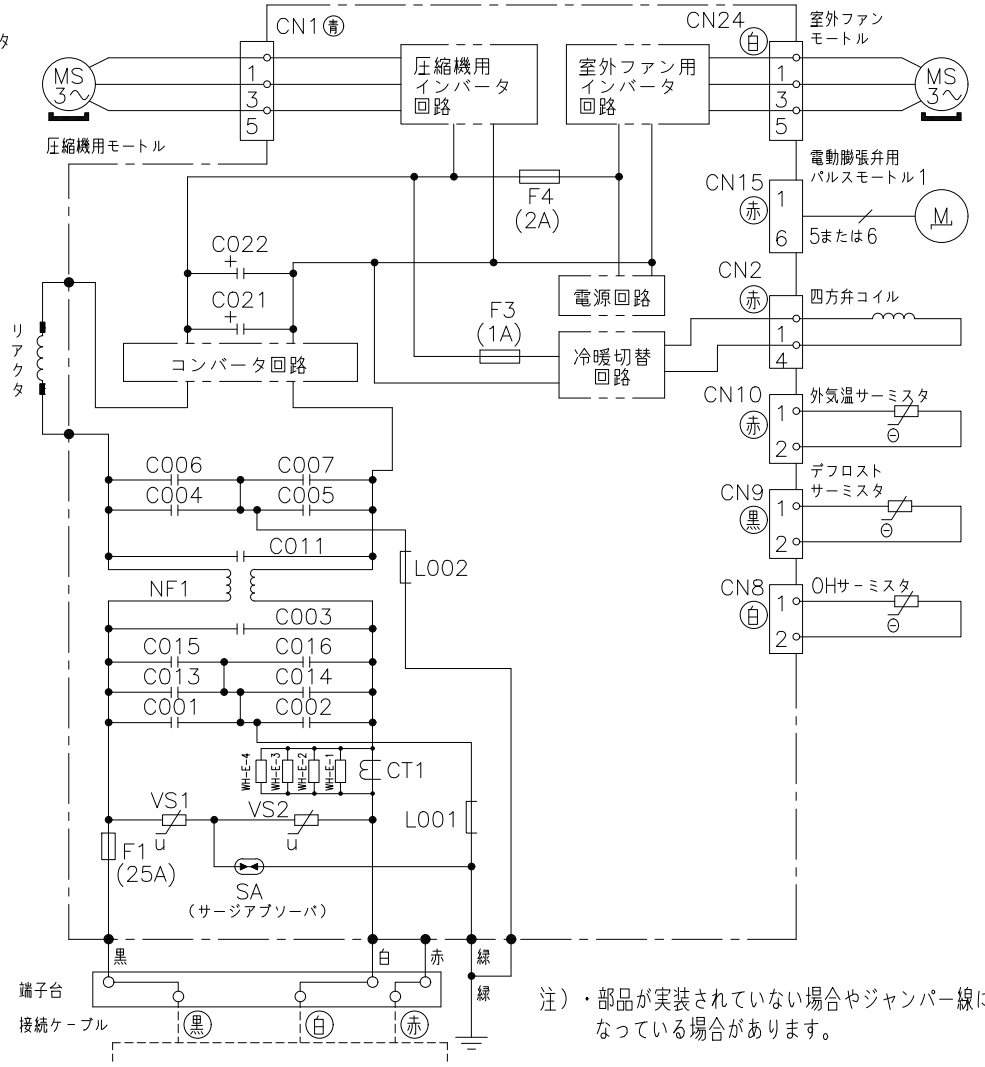 タ
MS
3～
圧縮機用モートル
CN1 青
1
3
5
圧縮機用
インバータ
回路
室外ファン用
インバータ
回路
CN24
白
1
3
5
室外ファン
モートル
MS
3～
F4
(2A)
CN15
赤
1
6
電動膨張弁用
パルスモートル1
5または6
M
C022
+
C021
+
コンバータ回路
リアクタ
電源回路
F3
(1A)
冷暖切替
回路
CN2
赤
1
4
四方弁コイル
CN10
赤
1
2
外気温サーミスタ
Θ
CN9
黒
1
2
デフロスト
サーミスタ
Θ
CN8
白
1
2
OHサーミスタ
Θ
C006 C007
C004 C005
C011
L002
NF1
C003
C015 C016
C013 C014
C001 C002
WH-E-4
WH-E-3
WH-E-2
WH-E-1
CT1
VS1
u
VS2
u
L001
F1
(25A)
SA
(サージアブソーバ)
黒 白 赤 緑
緑
端子台
接続ケーブル
黒 白 赤
注)・部品が実装されていない場合やジャンパー線に
なっている場合があります。